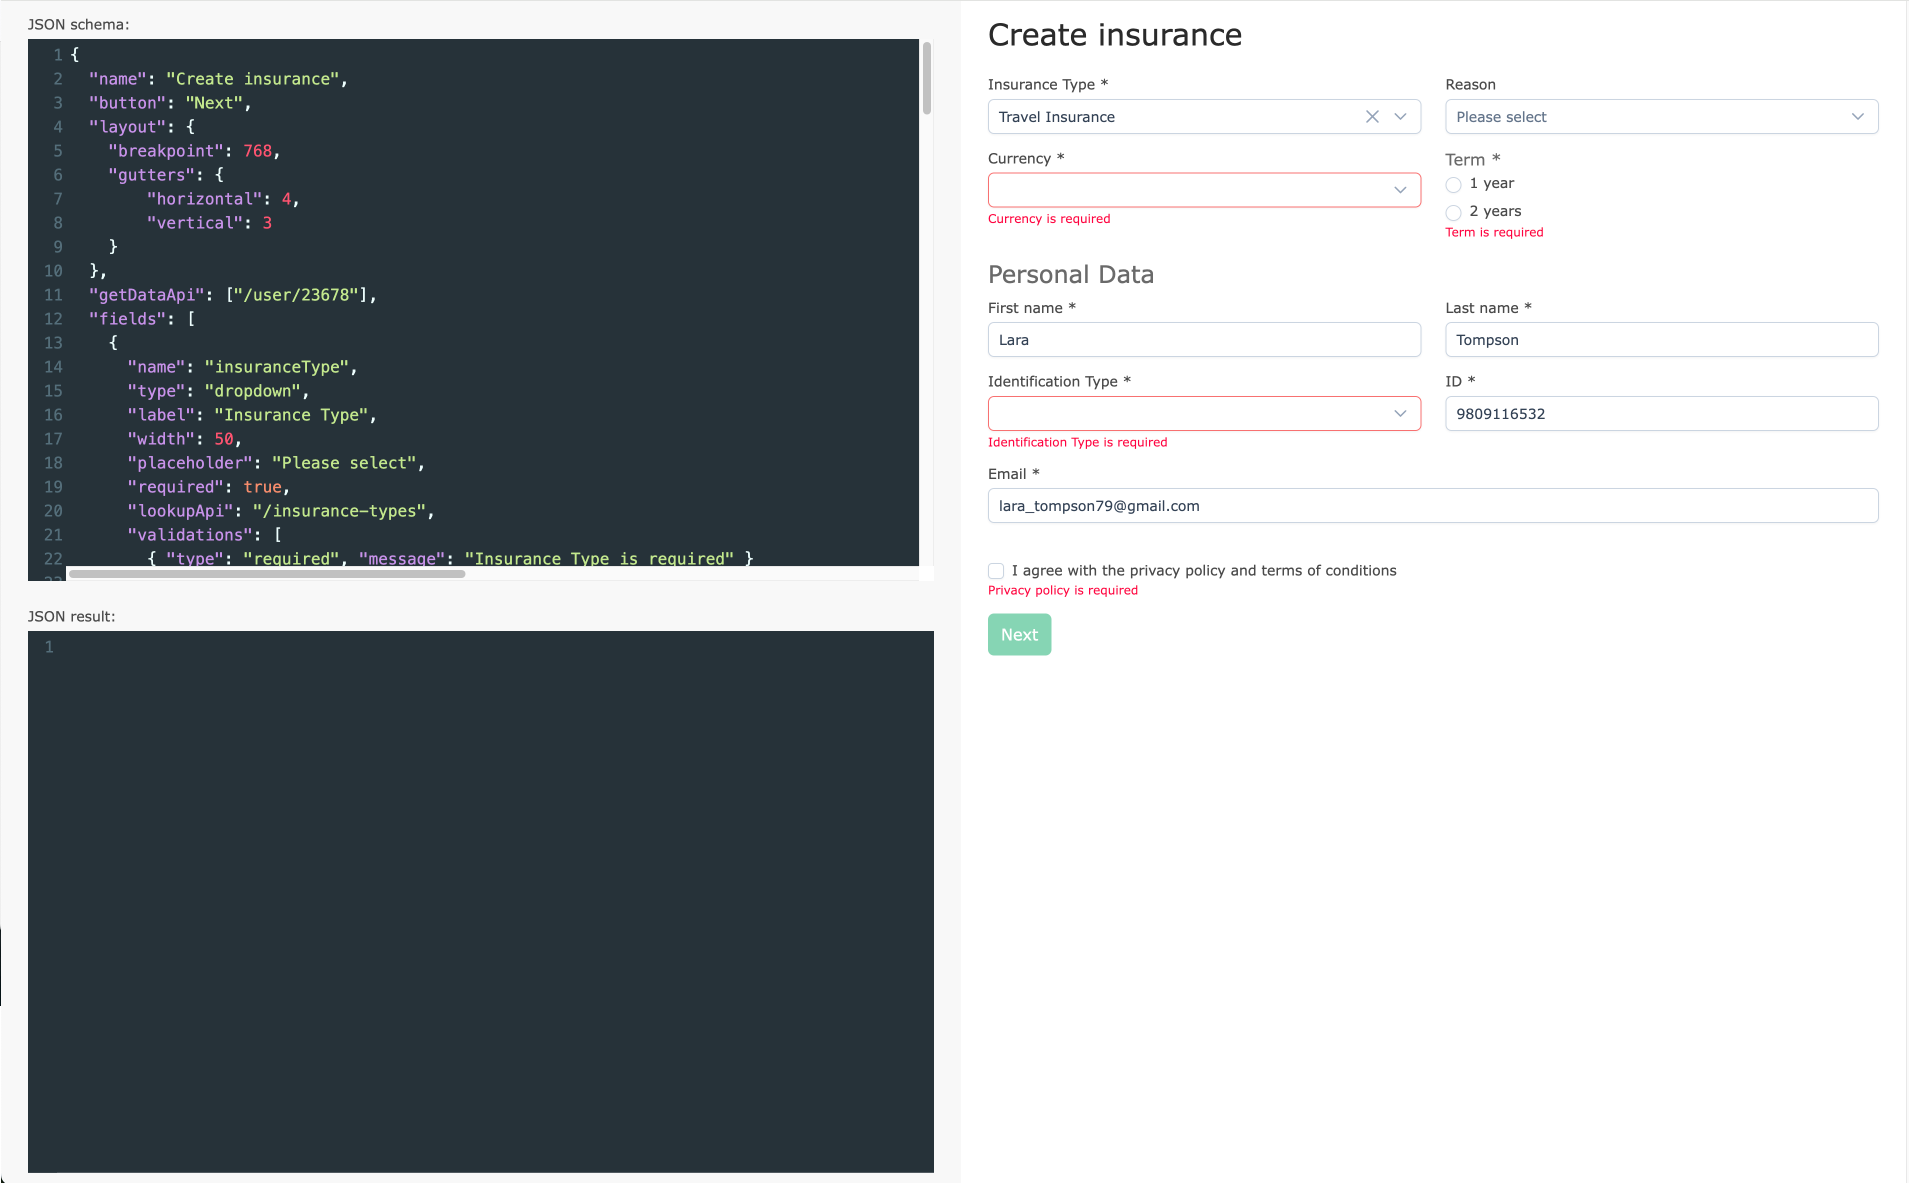 JSON schema:
1 {
2 "name": "Create insurance",
3 "button": "Next",
4 "layout": {
5 "breakpoint": 768,
6 "gutters": {
7 "horizontal": 4,
8 "vertical": 3
9 }
10 },
11 "getDataApi": ["/user/23678"],
12 "fields": [
13 {
14 "name": "insuranceType",
15 "type": "dropdown",
16 "label": "Insurance Type",
17 "width": 50,
18 "placeholder": "Please select",
19 "required": true,
20 "lookupApi": "/insurance-types",
21 "validations": [
22 { "type": "required", "message": "Insurance Type is required" }
JSON result:
1
Create insurance
Insurance Type *
Reason
Travel Insurance
Please select
Currency *
Term *
1 year
2 years
Currency is required
Term is required
Personal Data
First name *
Last name *
Lara
Tompson
Identification Type *
ID *
9809116532
Identification Type is required
Email *
lara_tompson79@gmail.com
I agree with the privacy policy and terms of conditions
Privacy policy is required
Next